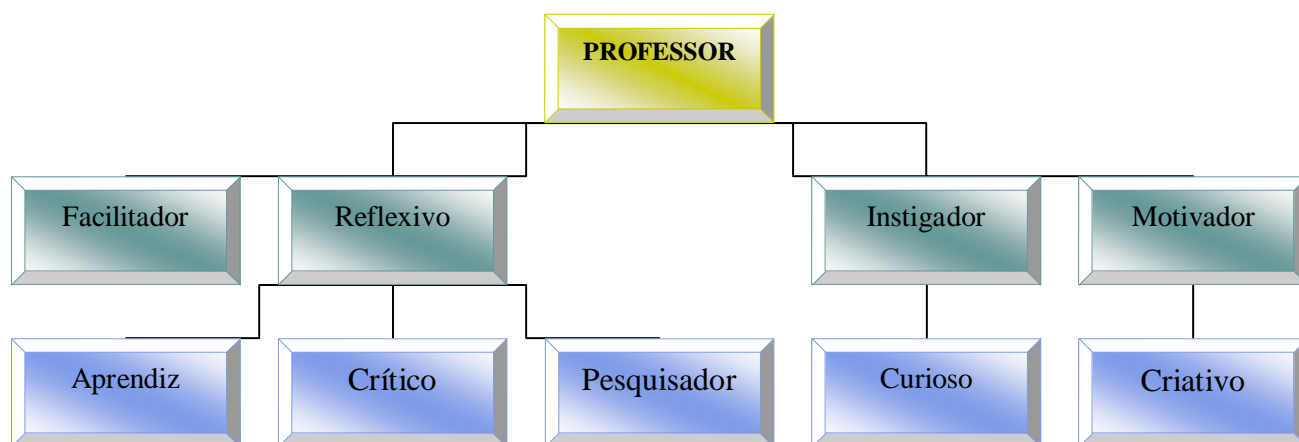 PROFESSOR
Facilitador
Reflexivo
Instigador
Motivador
Aprendiz
Crítico
Pesquisador
Curioso
Criativo